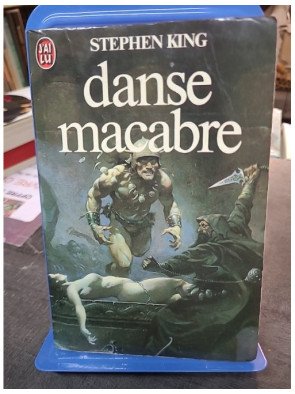 J'AI
LU
STEPHEN KING
danse
macabre